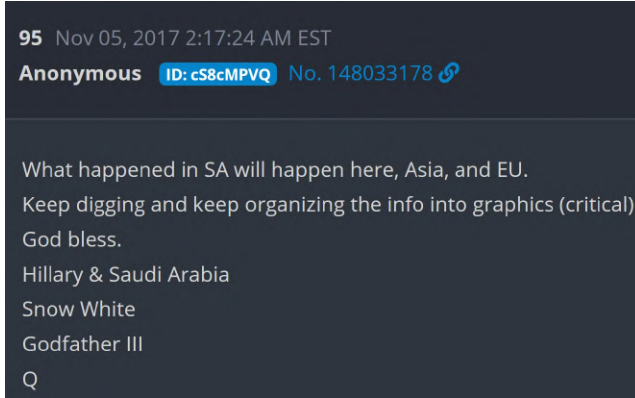 95 Nov 05, 2017 2:17:24 AM EST
Anonymous ID: cS8cMPVQ No. 148033178
What happened in SA will happen here, Asia, and EU.
Keep digging and keep organizing the info into graphics (critical)
God bless.
Hillary & Saudi Arabia
Snow White
Godfather III
Q